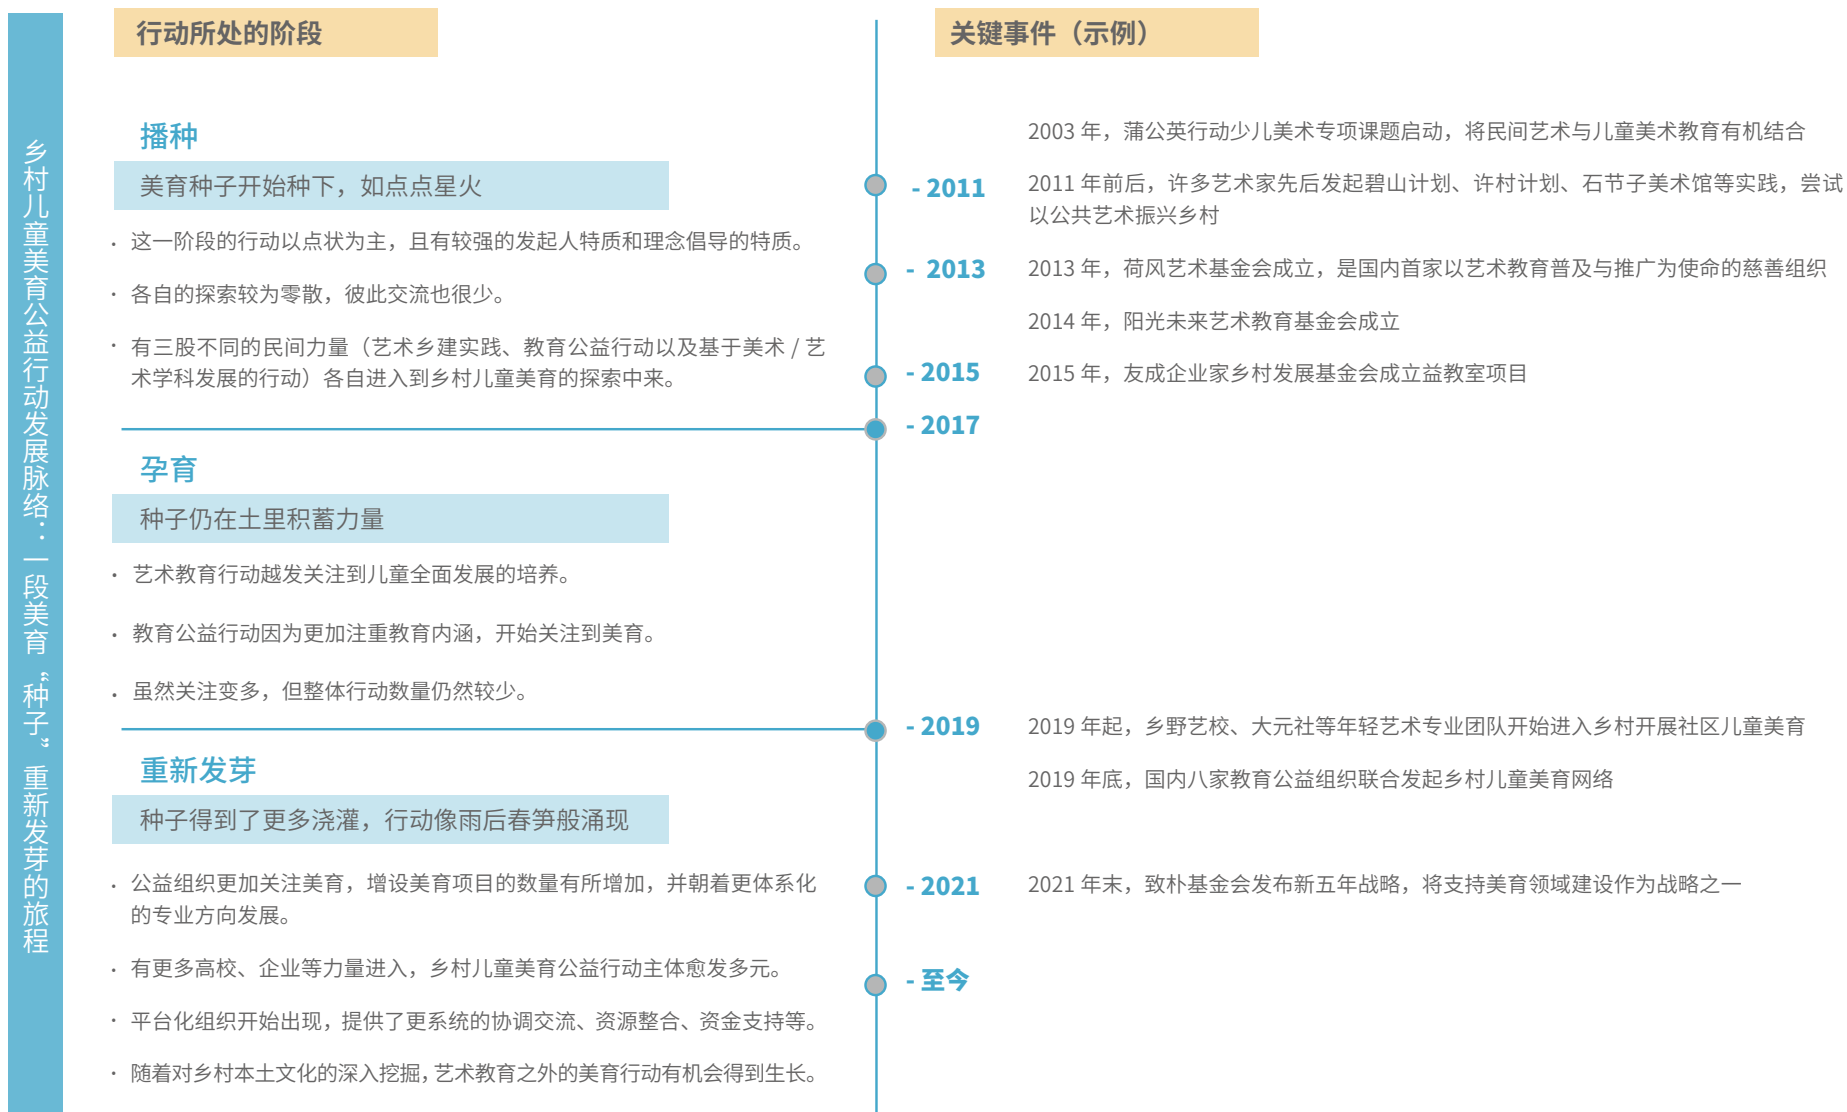 乡村儿童美育公益行动发展脉络：一段美育“种子”重新发芽的旅程
行动所处的阶段
关键事件（示例）
播种
美育种子开始种下，如点点星火
· 这一阶段的行动以点状为主，且有较强的发起人特质和理念倡导的特质。
· 各自的探索较为零散，彼此交流也很少。
· 有三股不同的民间力量（艺术乡建实践、教育公益行动以及基于美术 / 艺
术学科发展的行动）各自进入到乡村儿童美育的探索中来。
2003 年，蒲公英行动少儿美术专项课题启动，将民间艺术与儿童美术教育有机结合
- 2011
2011 年前后，许多艺术家先后发起碧山计划、许村计划、石节子美术馆等实践，尝试
以公共艺术振兴乡村
- 2013
2013 年，荷风艺术基金会成立，是国内首家以艺术教育普及与推广为使命的慈善组织
2014 年，阳光未来艺术教育基金会成立
- 2015
2015 年，友成企业家乡村发展基金会成立益教室项目
- 2017
孕育
种子仍在土里积蓄力量
· 艺术教育行动越发关注到儿童全面发展的培养。
· 教育公益行动因为更加注重教育内涵，开始关注到美育。
· 虽然关注变多，但整体行动数量仍然较少。
- 2019
2019 年起，乡野艺校、大元社等年轻艺术专业团队开始进入乡村开展社区儿童美育
2019 年底，国内八家教育公益组织联合发起乡村儿童美育网络
重新发芽
种子得到了更多浇灌，行动像雨后春笋般涌现
· 公益组织更加关注美育，增设美育项目的数量有所增加，并朝着更体系化
的专业方向发展。
· 有更多高校、企业等力量进入，乡村儿童美育公益行动主体愈发多元。
· 平台化组织开始出现，提供了更系统的协调交流、资源整合、资金支持等。
· 随着对乡村本土文化的深入挖掘，艺术教育之外的美育行动有机会得到生长。
- 2021
2021 年末，致朴基金会发布新五年战略，将支持美育领域建设作为战略之一
- 至今